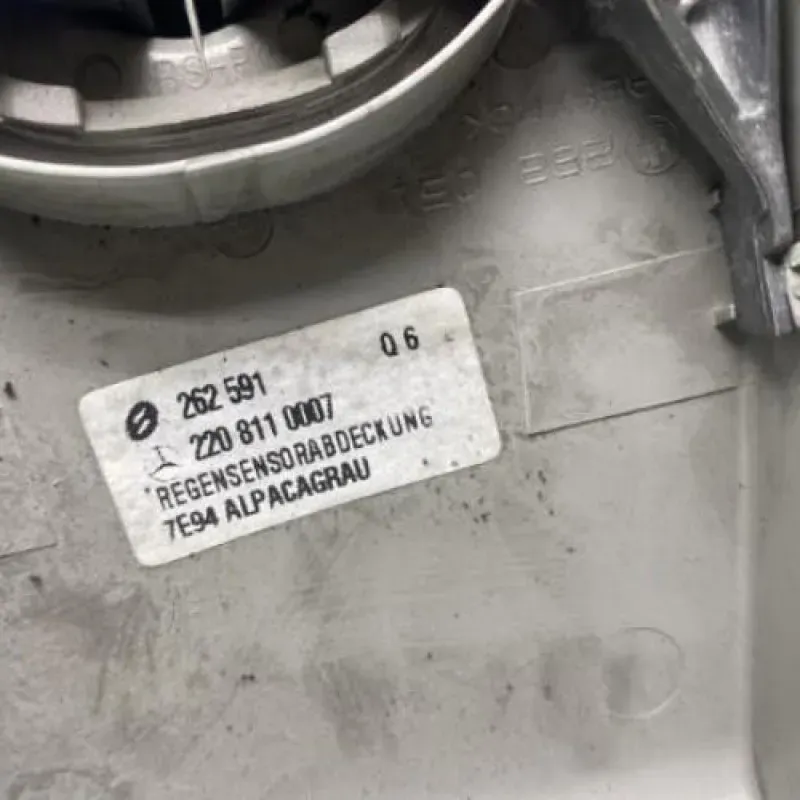 262 591 Q 6
220 811 0007
REGENSENSORABDECKUNG
7E94 ALPACAGRAU